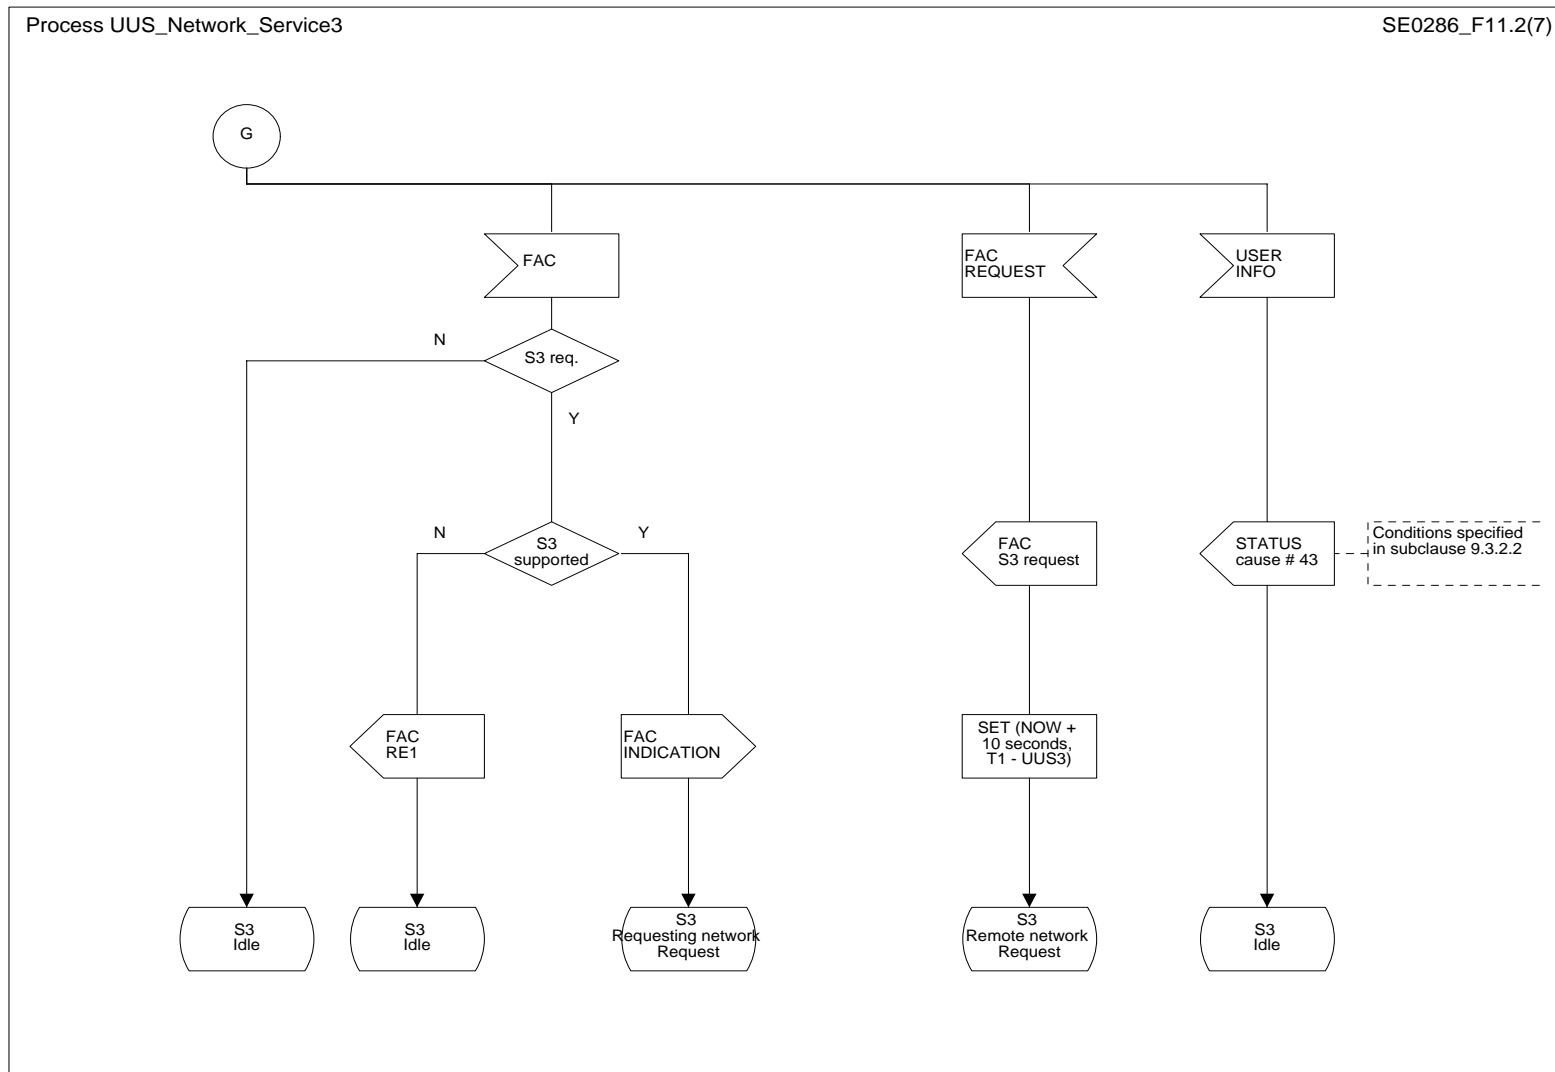 Process UUS_Network_Service3
SE0286_F11.2(7)
G
FAC
FAC
REQUEST
USER
INFO
N
S3 req.
Y
N
S3
supported
Y
FAC
S3 request
STATUS
cause # 43
Conditions specified
in subclause 9.3.2.2
FAC
RE1
FAC
INDICATION
SET (NOW +
10 seconds,
T1 - UUS3)
S3
Idle
S3
Idle
S3
Requesting network
Request
S3
Remote network
Request
S3
Idle